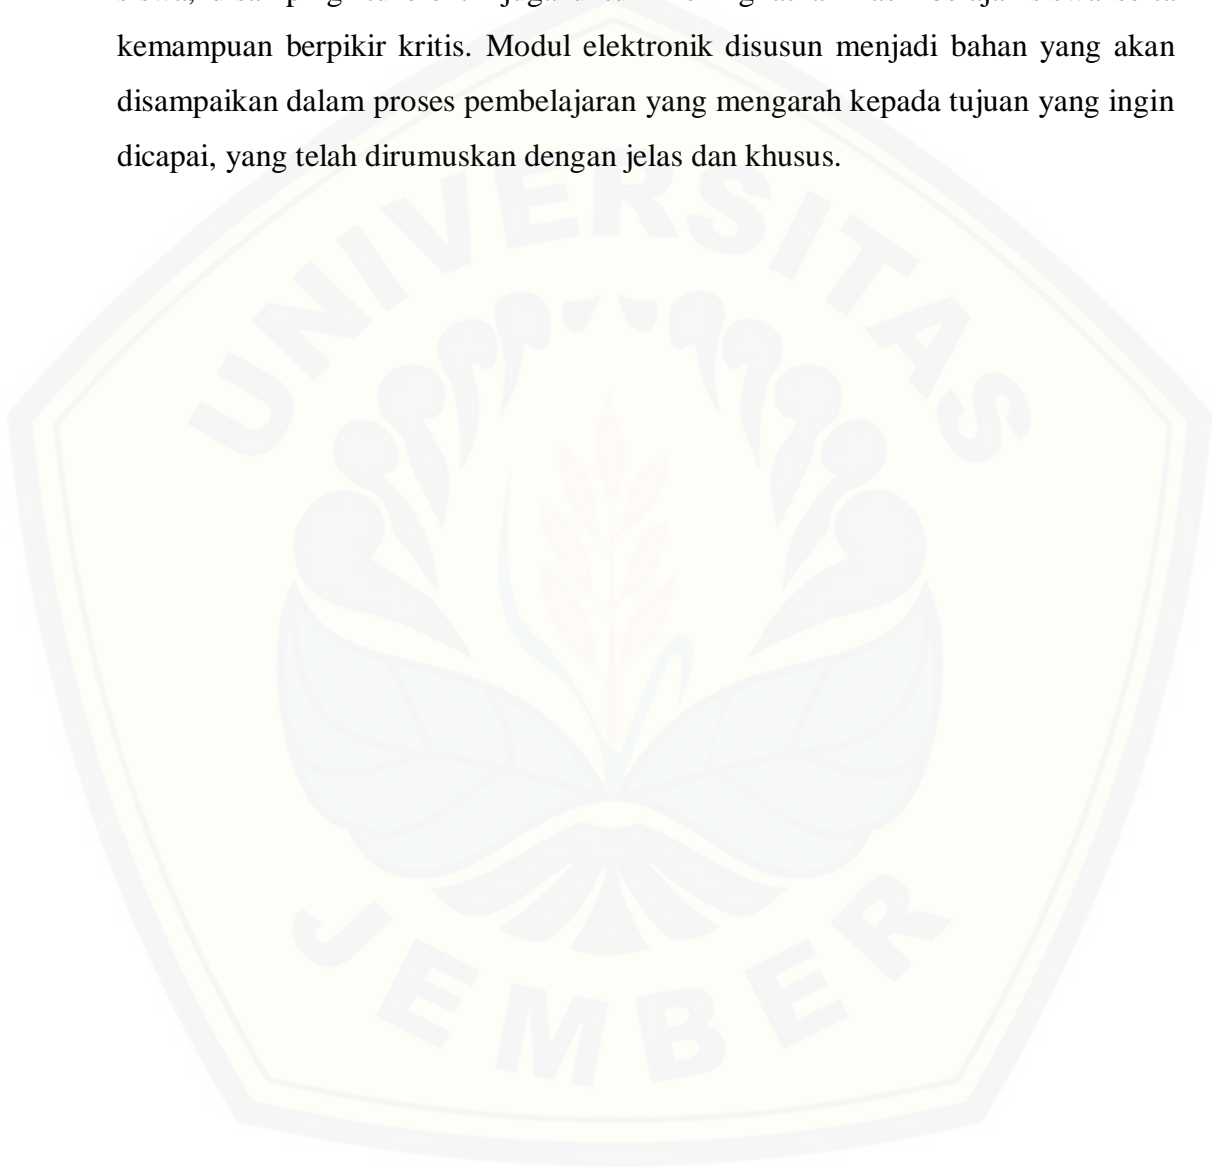 kemampuan berpikir kritis. Modul elektronik disusun menjadi bahan yang akan
disampaikan dalam proses pembelajaran yang mengarah kepada tujuan yang ingin
dicapai, yang telah dirumuskan dengan jelas dan khusus.
UNIVERSITAS
JEMBER